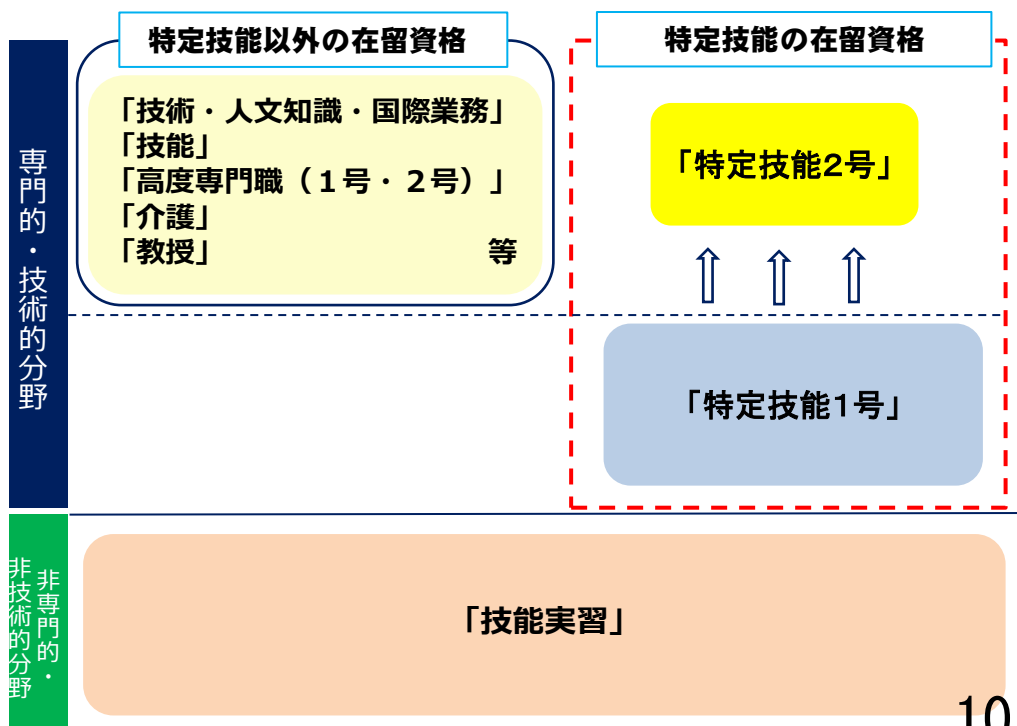 特定技能以外の在留資格
特定技能の在留資格
専門的・技術的分野
「技術・人文知識・国際業務」
「技能」
「高度専門職（１号・２号）」
「介護」
「教授」 等
「特定技能２号」
「特定技能１号」
非専門的・
非技術的分野
「技能実習」
10